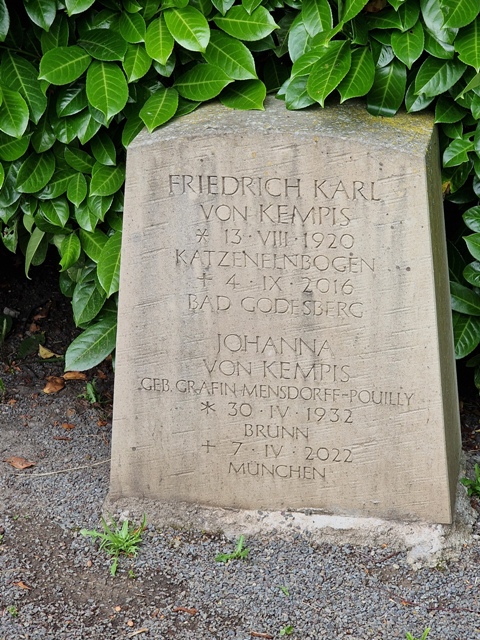 FRIEDRICH KARL
VON KEMPIS
* 13 · VIII · 1920
KATZENELNBOGEN
+ 4 · IX · 2016
BAD GODESBERG
JOHANNA
VON KEMPIS
GEB. GRÄFIN MENSDORFF-POUILLY
* 30 · IV · 1932
BRÜNN
+ 7 · IV · 2022
MÜNCHEN